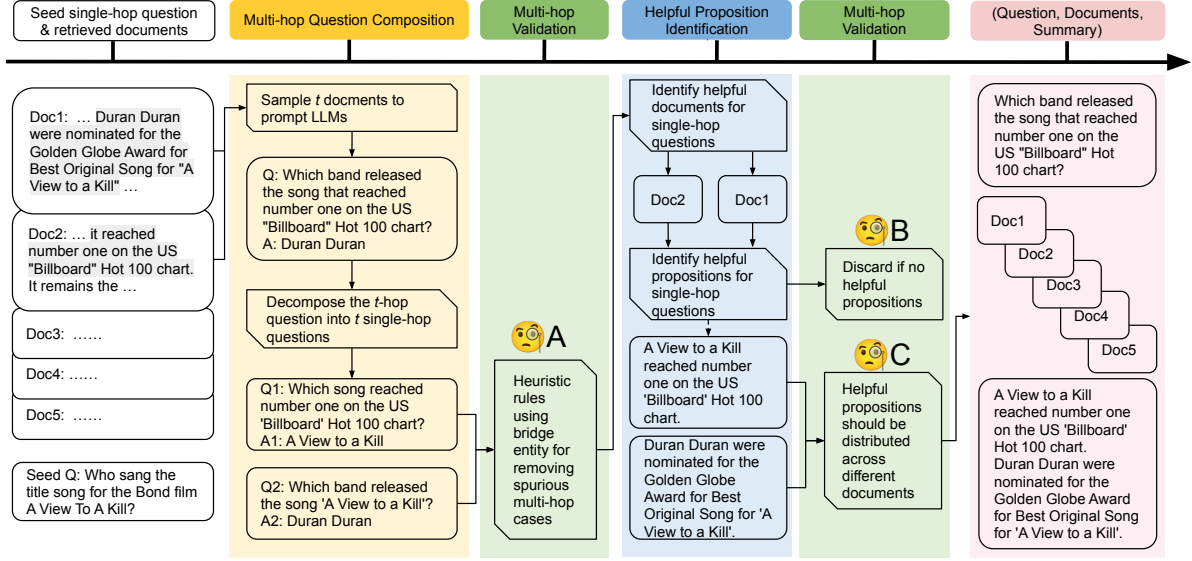 Seed single-hop question
& retrieved documents
Multi-hop Question Composition
Multi-hop
Validation
Helpful Proposition
Identification
Multi-hop
Validation
(Question, Documents,
Summary)
Doc1: … Duran Duran
were nominated for the
Golden Globe Award for
Best Original Song for "A
View to a Kill" …
Doc2: … it reached
number one on the US
"Billboard" Hot 100 chart.
It remains the …
Doc3: ……
Doc4: ……
Doc5: ……
Seed Q: Who sang the
title song for the Bond film
A View To A Kill?
Sample t docments to
prompt LLMs
Q: Which band released
the song that reached
number one on the US
"Billboard" Hot 100 chart?
A: Duran Duran
Decompose the t-hop
question into t single-hop
questions
Q1: Which song reached
number one on the US
'Billboard' Hot 100 chart?
A1: A View to a Kill
Q2: Which band released
the song 'A View to a Kill'?
A2: Duran Duran
A
Heuristic
rules
using
bridge
entity for
removing
spurious
multi-hop
cases
Identify helpful
documents for
single-hop
questions
Doc2
Doc1
Identify helpful
propositions for
single-hop
questions
A View to a Kill
reached number
one on the US
'Billboard' Hot 100
chart.
Duran Duran were
nominated for the
Golden Globe
Award for Best
Original Song for 'A
View to a Kill'.
B
Discard if no
helpful
propositions
C
Helpful
propositions
should be
distributed
across
different
documents
Which band released
the song that reached
number one on the
US "Billboard" Hot
100 chart?
Doc1
Doc2
Doc3
Doc4
Doc5
A View to a Kill
reached number one
on the US 'Billboard'
Hot 100 chart.
Duran Duran were
nominated for the
Golden Globe Award
for Best Original Song
for 'A View to a Kill'.